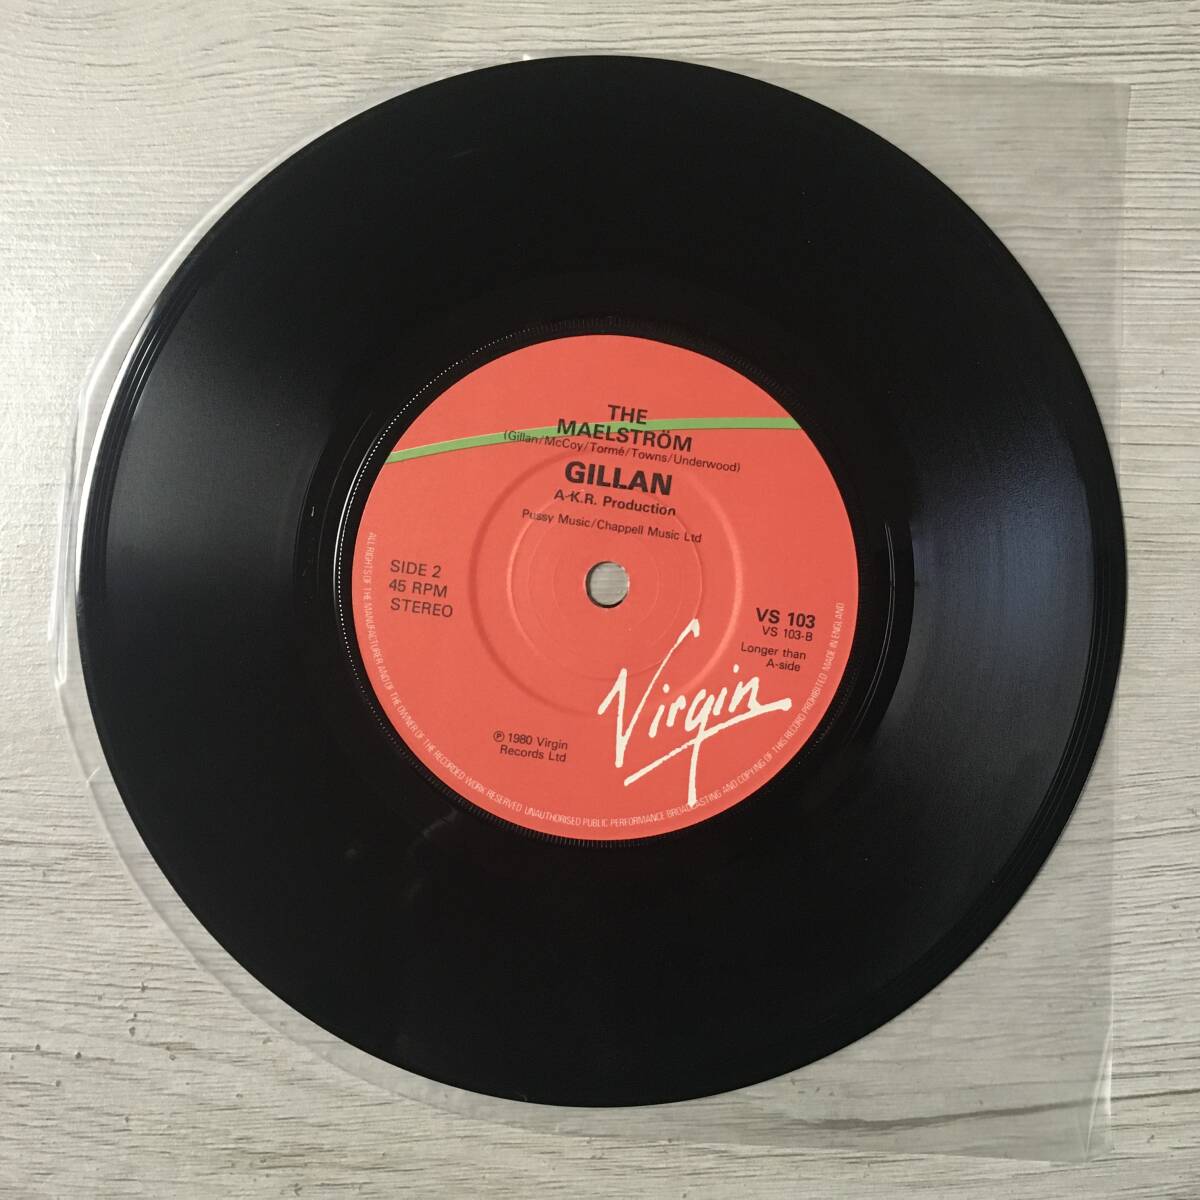 THE
MAELSTRÖM
(Gillan/McCoy/Tormé/Towns/Underwood)
GILLAN
A-K.R. Production
Pussy Music/Chappell Music Ltd
SIDE 2
45 RPM
STEREO
VS 103
VS 103-B
Longer than
A-side
Virgin
℗ 1980 Virgin
Records Ltd
ALL RIGHTS OF THE MANUFACTURER AND OF THE OWNER OF THE RECORDED WORK RESERVED UNAUTHORISED PUBLIC PERFORMANCE BROADCASTING AND COPYING OF THIS RECORD PROHIBITED MADE IN ENGLAND